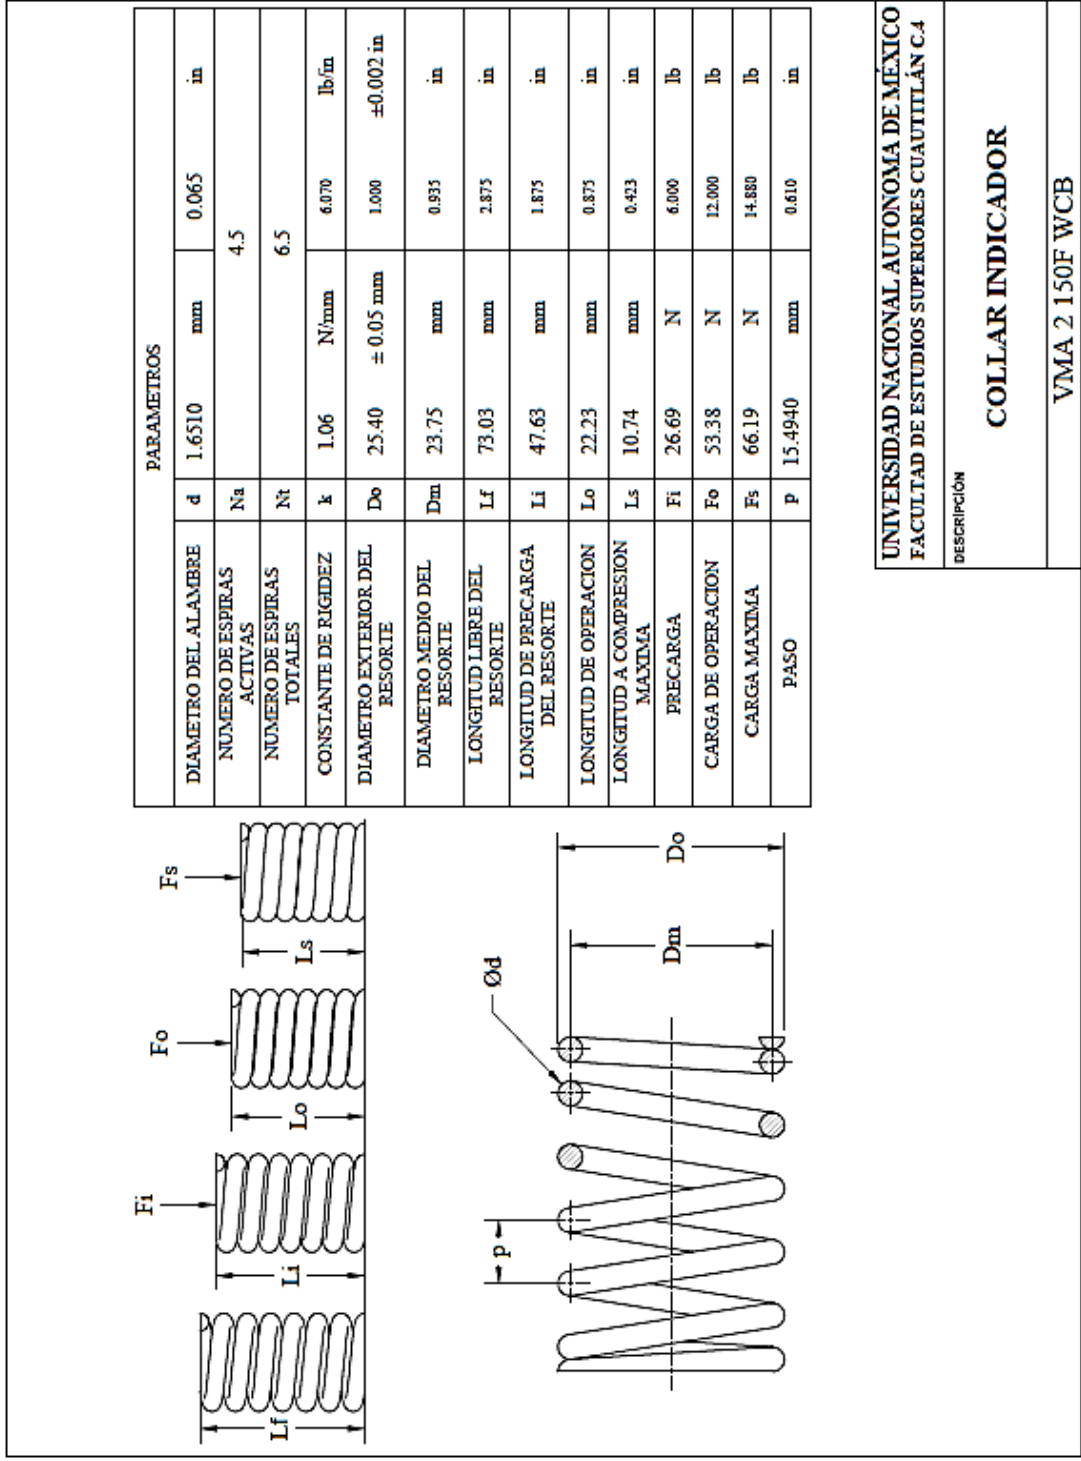 PARAMETROS
DIAMETRO DEL ALAMBRE d 1.6510 mm 0.065 in
NUMERO DE ESPIRAS
ACTIVAS
Na 4.5
NUMERO DE ESPIRAS
TOTALES
Nt 6.5
CONSTANTE DE RIGIDEZ k 1.06 N/mm 6.070 lb/in
DIAMETRO EXTERIOR DEL
RESORTE
Do 25.40 ± 0.05 mm 1.000 ±0.002 in
DIAMETRO MEDIO DEL
RESORTE
Dm 23.75 mm 0.935 in
LONGITUD LIBRE DEL
RESORTE
Lf 73.03 mm 2.875 in
LONGITUD DE PRECARGA
DEL RESORTE
Li 47.63 mm 1.875 in
LONGITUD DE OPERACION Lo 22.23 mm 0.875 in
LONGITUD A COMPRESION
MAXIMA
Ls 10.74 mm 0.423 in
PRECARGA Fi 26.69 N 6.000 lb
CARGA DE OPERACION Fo 53.38 N 12.000 lb
CARGA MAXIMA Fs 66.19 N 14.880 lb
PASO p 15.4940 mm 0.610 in
Lf
Fi
Li
Fo
Lo
Fs
Ls
p
Ød
Dm
Do
UNIVERSIDAD NACIONAL AUTONOMA DE MÉXICO
FACULTAD DE ESTUDIOS SUPERIORES CUAUTITLÁN C.4
DESCRIPCIÓN
COLLAR INDICADOR
VMA 2 150F WCB